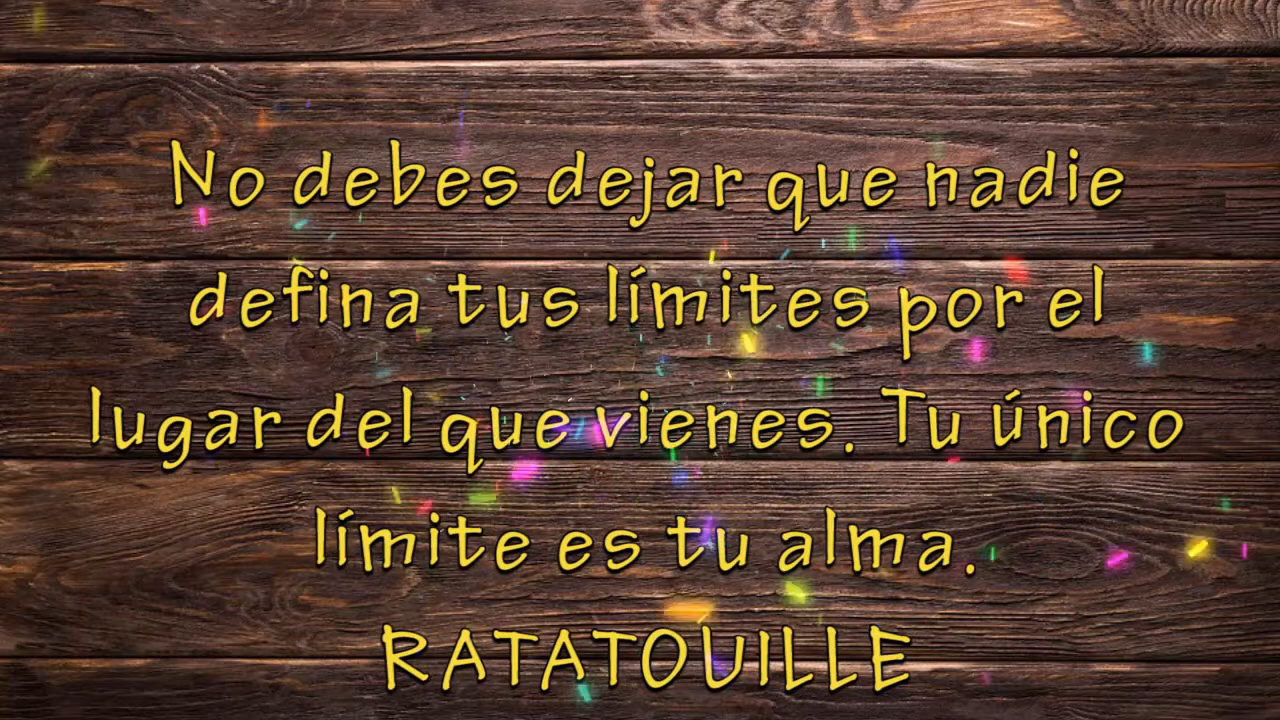 No debes dejar que nadie
defina tus límites por el
lugar del que vienes. Tu único
límite es tu alma.
RATATOUILLE